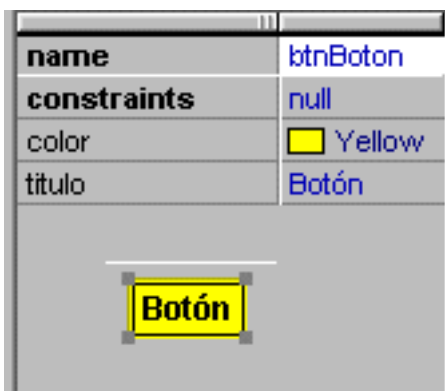 name btnBoton
constraints null
color Yellow
titulo Botón
Botón